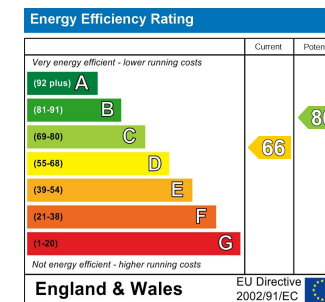 Energy Efficiency Rating
Current
Very energy efficient - lower running costs
(92 plus) A
(81-91) B
(69-80) C
(55-68) D
(39-54) E
(21-38) F
(1-20) G
66
Not energy efficient - higher running costs
England & Wales
EU Directive
2002/91/EC